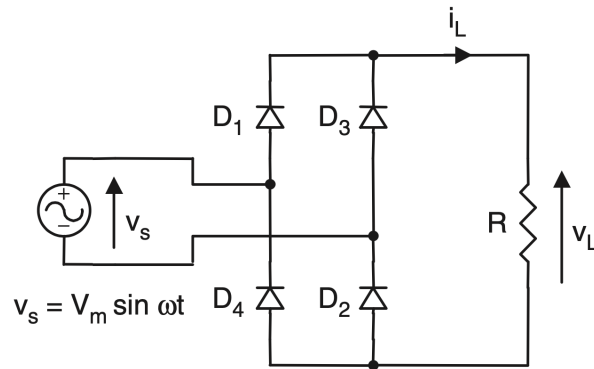 i_L
D_1
D_3
+
v_s
−
R
v_L
v_s = V_m sin ωt
D_4
D_2